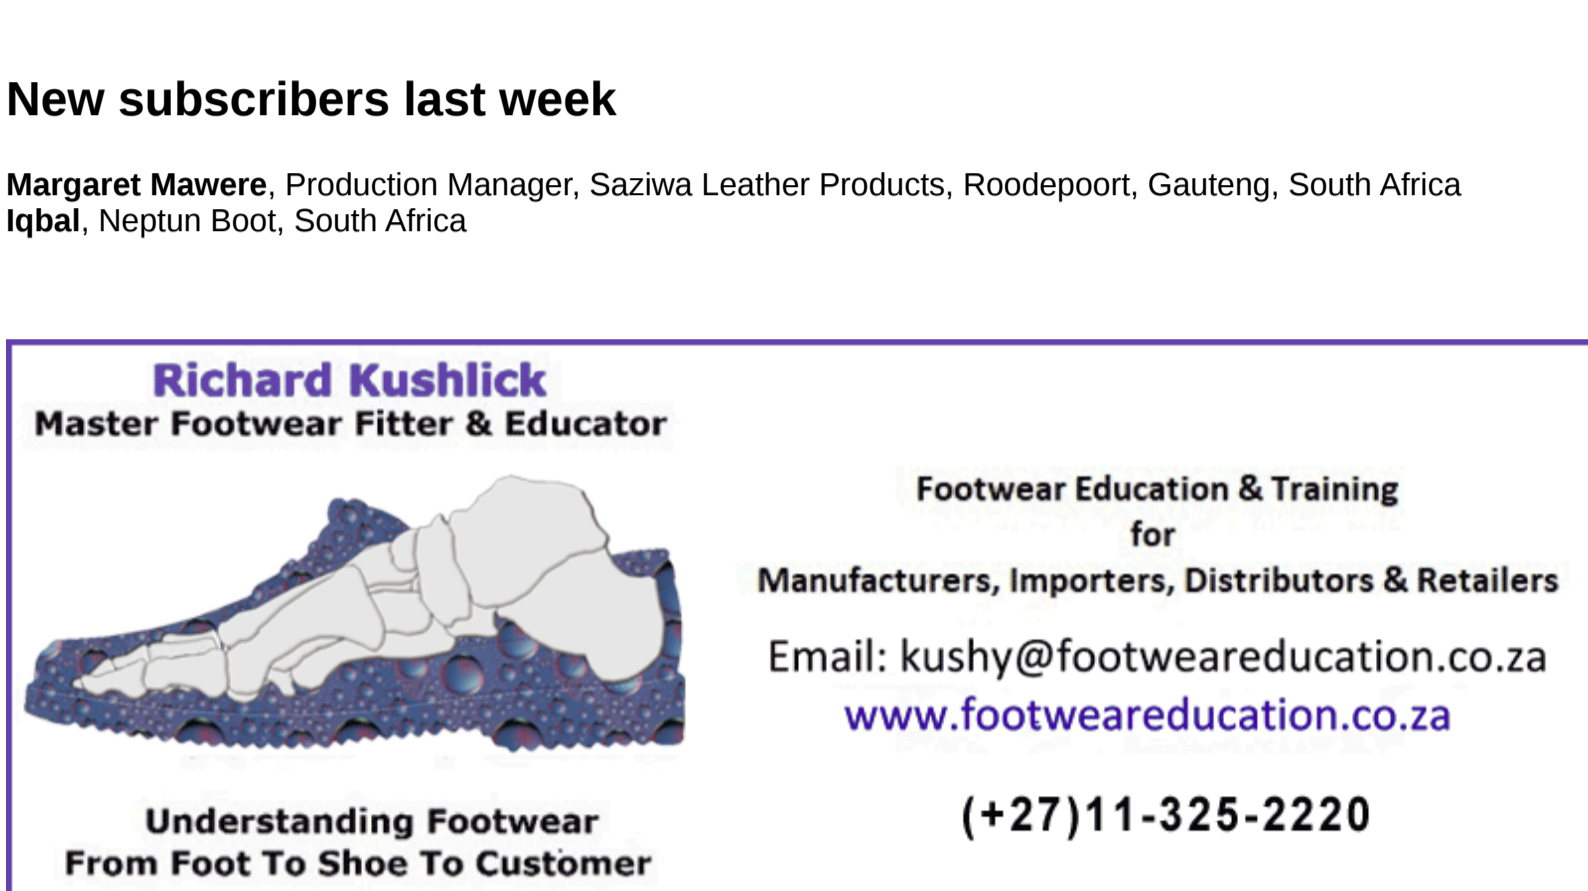 New subscribers last week
Margaret Mawere, Production Manager, Saziwa Leather Products, Roodepoort, Gauteng, South Africa
Iqbal, Neptun Boot, South Africa
Richard Kushlick
Master Footwear Fitter & Educator
Understanding Footwear
From Foot To Shoe To Customer
Footwear Education & Training
for
Manufacturers, Importers, Distributors & Retailers
Email: kushy@footweareducation.co.za
www.footweareducation.co.za
(+27)11-325-2220